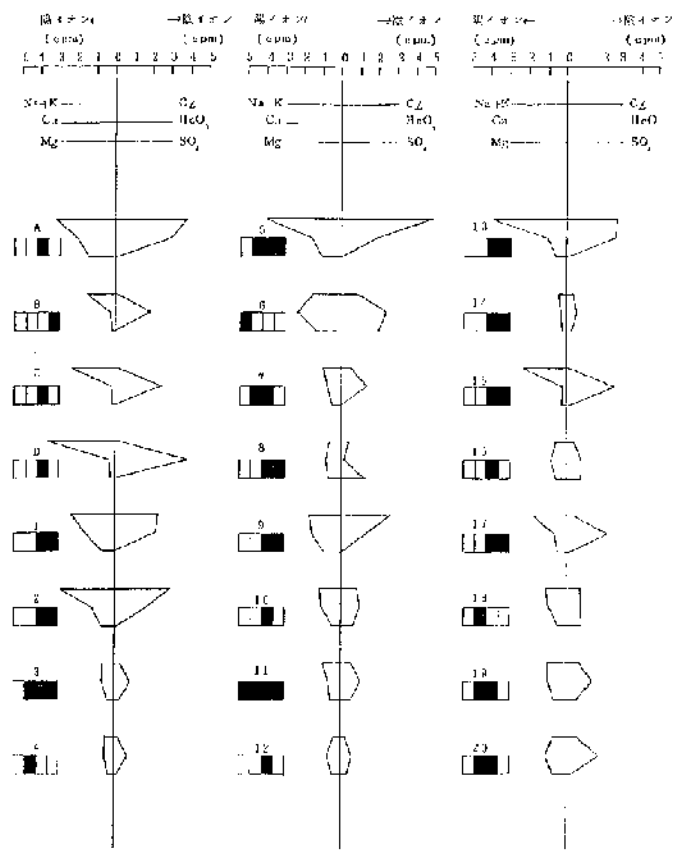 陽イオン← →陰イオン 陽イオン← →陰イオン 陽イオン← →陰イオン
(epm) (epm) (epm) (epm) (epm) (epm)
5 4 3 2 1 0 1 2 3 4 5 5 4 3 2 1 0 1 2 3 4 5
Na+K Cl Na+K Cl Na+K Cl
Ca HCO3 Ca HCO3 Ca HCO
Mg SO4 Mg SO4 Mg SO4
A 5 13
B 6 14
C 7 15
D 8 16
1 9 17
2 10 18
3 11 19
4 12 20